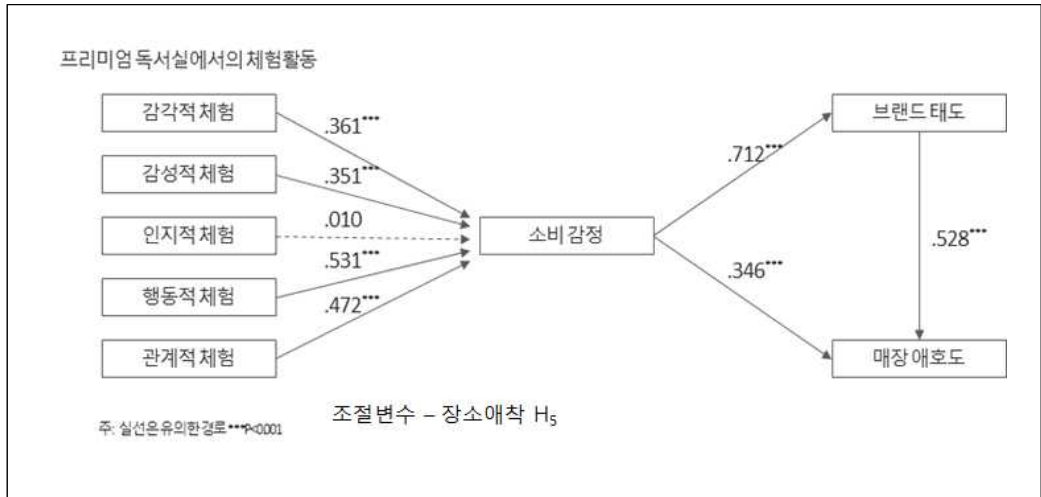 프리미엄 독서실에서의 체험활동
감각적 체험
.361***
브랜드 태도
.712***
감성적 체험
.351***
인지적 체험
.010
소비 감정
.528***
행동적 체험
.531***
.346***
관계적 체험
.472***
매장 애호도
조절변수 – 장소애착 H₅
주: 실선은 유의한 경로 ***P<0.001